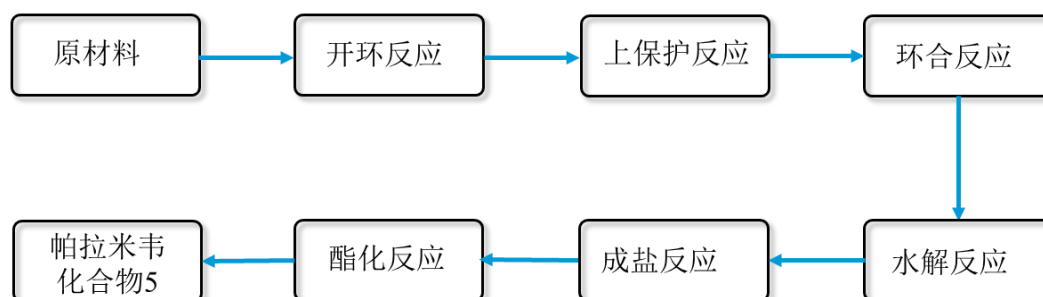 原材料
开环反应
上保护反应
环合反应
帕拉米韦
化合物5
酯化反应
成盐反应
水解反应